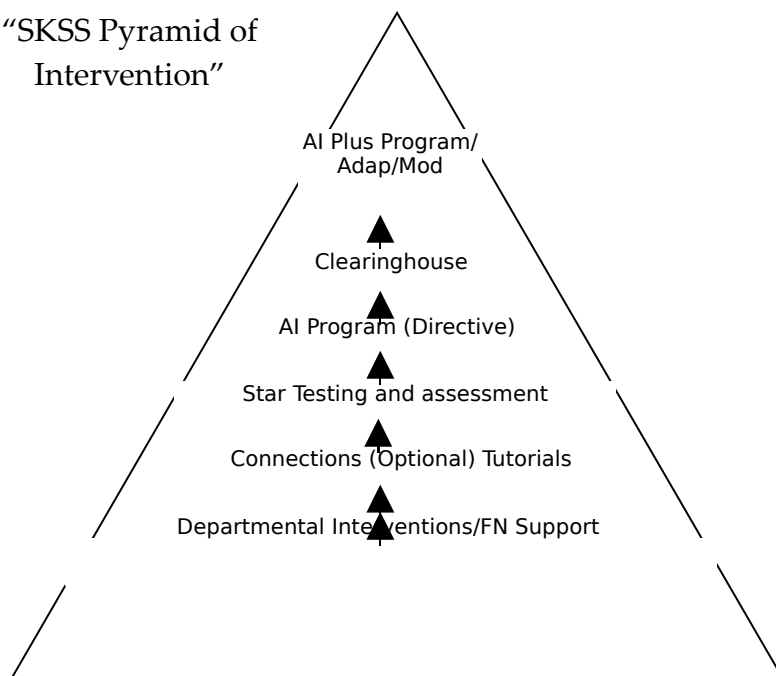 “SKSS Pyramid of
Intervention”
AI Plus Program/
Adap/Mod
Clearinghouse
AI Program (Directive)
Star Testing and assessment
Connections (Optional) Tutorials
Departmental Interventions/FN Support